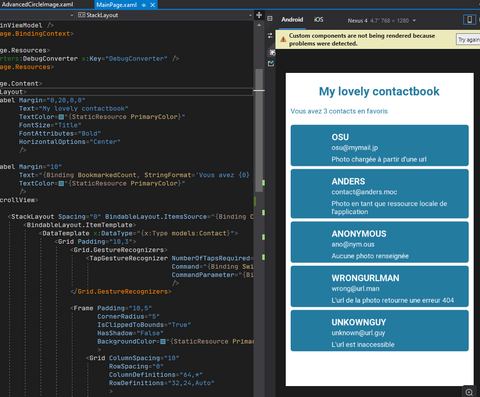 AdvancedCircleImage.xaml
MainPage.xaml
StackLayout
ainViewModel />
ge.BindingContext>
ge.Resources>
rters:DebugConverter x:Key="DebugConverter" />
ge.Resources>
ge.Content>
Layout>
abel Margin="0,20,0,0"
Text="My lovely contactbook"
TextColor="{StaticResource PrimaryColor}"
FontSize="Title"
FontAttributes="Bold"
HorizontalOptions="Center"
/>
abel Margin="10"
Text="{Binding BookmarkedCount, StringFormat='Vous avez {0}
TextColor="{StaticResource PrimaryColor}"
/>
crollView>
<StackLayout Spacing="0" BindableLayout.ItemsSource="{Binding
<BindableLayout.ItemTemplate>
<DataTemplate x:DataType="{x:Type models:Contact}">
<Grid Padding="10,3">
<Grid.GestureRecognizers>
<TapGestureRecognizer NumberOfTapsRequired=
Command="{Binding Swi
CommandParameter="{Bi
/>
</Grid.GestureRecognizers>
<Frame Padding="10,5"
CornerRadius="5"
IsClippedToBounds="True"
HasShadow="False"
BackgroundColor="{StaticResource Primar
>
<Grid ColumnSpacing="10"
RowSpacing="0"
ColumnDefinitions="64,*"
RowDefinitions="32,24,Auto"
>
Android iOS Nexus 4 4.7" 768 × 1280
Custom components are not being rendered because
problems were detected.
Try again
My lovely contactbook
Vous avez 3 contacts en favoris
OSU
osu@mymail.jp
Photo chargée à partir d'une url
ANDERS
contact@anders.moc
Photo en tant que ressource locale de
l'application
ANONYMOUS
ano@nym.ous
Aucune photo renseignée
WRONGURLMAN
wrong@url.man
L'url de la photo retourne une erreur 404
UNKOWNGUY
unknown@url.guy
L'url est inaccessible